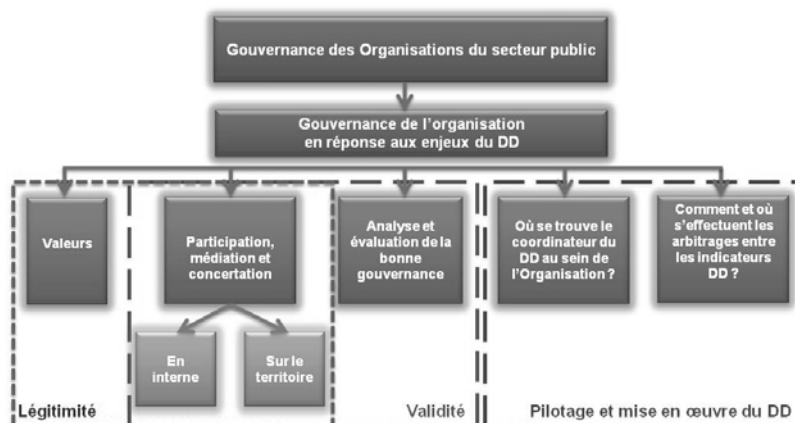 Gouvernance des Organisations du secteur public
Gouvernance de l'organisation
en réponse aux enjeux du DD
Valeurs
Participation,
médiation et
concertation
Analyse et
évaluation de la
bonne
gouvernance
Où se trouve le
coordinateur du
DD au sein de
l'Organisation ?
Comment et où
s'effectuent les
arbitrages entre
les indicateurs
DD ?
En
interne
Sur le
territoire
Légitimité
Validité
Pilotage et mise en œuvre du DD